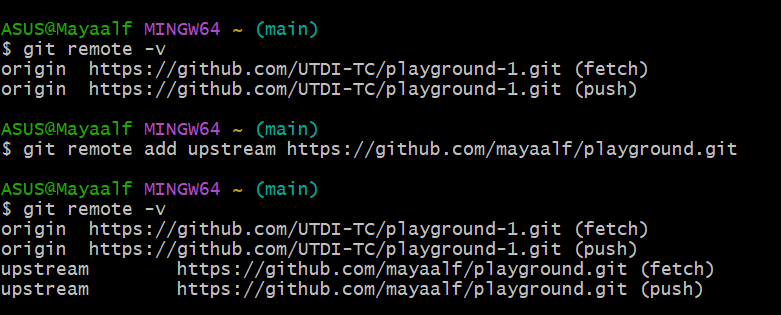 ASUS@Mayaalf MINGW64 ~ (main)
$ git remote -v
origin  https://github.com/UTDI-TC/playground-1.git (fetch)
origin  https://github.com/UTDI-TC/playground-1.git (push)
ASUS@Mayaalf MINGW64 ~ (main)
$ git remote add upstream https://github.com/mayaalf/playground.git
ASUS@Mayaalf MINGW64 ~ (main)
$ git remote -v
origin  https://github.com/UTDI-TC/playground-1.git (fetch)
origin  https://github.com/UTDI-TC/playground-1.git (push)
upstream        https://github.com/mayaalf/playground.git (fetch)
upstream        https://github.com/mayaalf/playground.git (push)